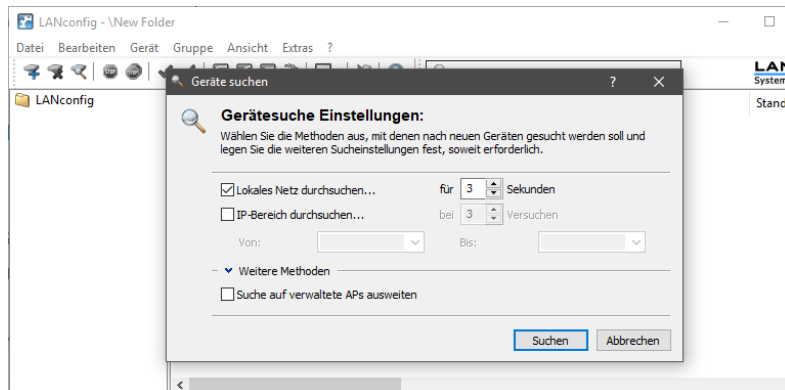 LANconfig - \New Folder
Datei Bearbeiten Gerät Gruppe Ansicht Extras ?
LAN
System
LANconfig
Stand
Geräte suchen ?
Gerätesuche Einstellungen:
Wählen Sie die Methoden aus, mit denen nach neuen Geräten gesucht werden soll und
legen Sie die weiteren Sucheinstellungen fest, soweit erforderlich.
Lokales Netz durchsuchen... für 3 Sekunden
IP-Bereich durchsuchen... bei 3 Versuchen
Von: Bis:
Weitere Methoden
Suche auf verwaltete APs ausweiten
Suchen Abbrechen